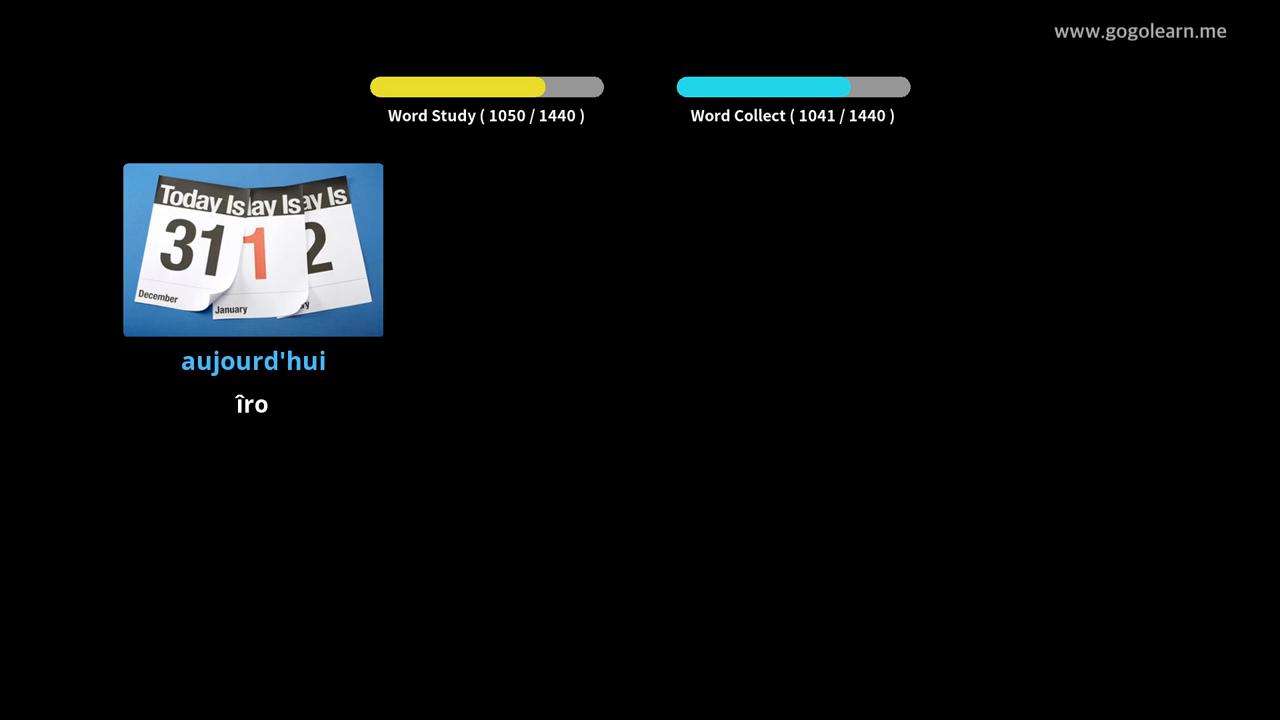 www.gogolearn.me
Word Study ( 1050 / 1440 )
Word Collect ( 1041 / 1440 )
Today Is
ay Is
ay Is
31
1
2
December
January
aujourd'hui
îro